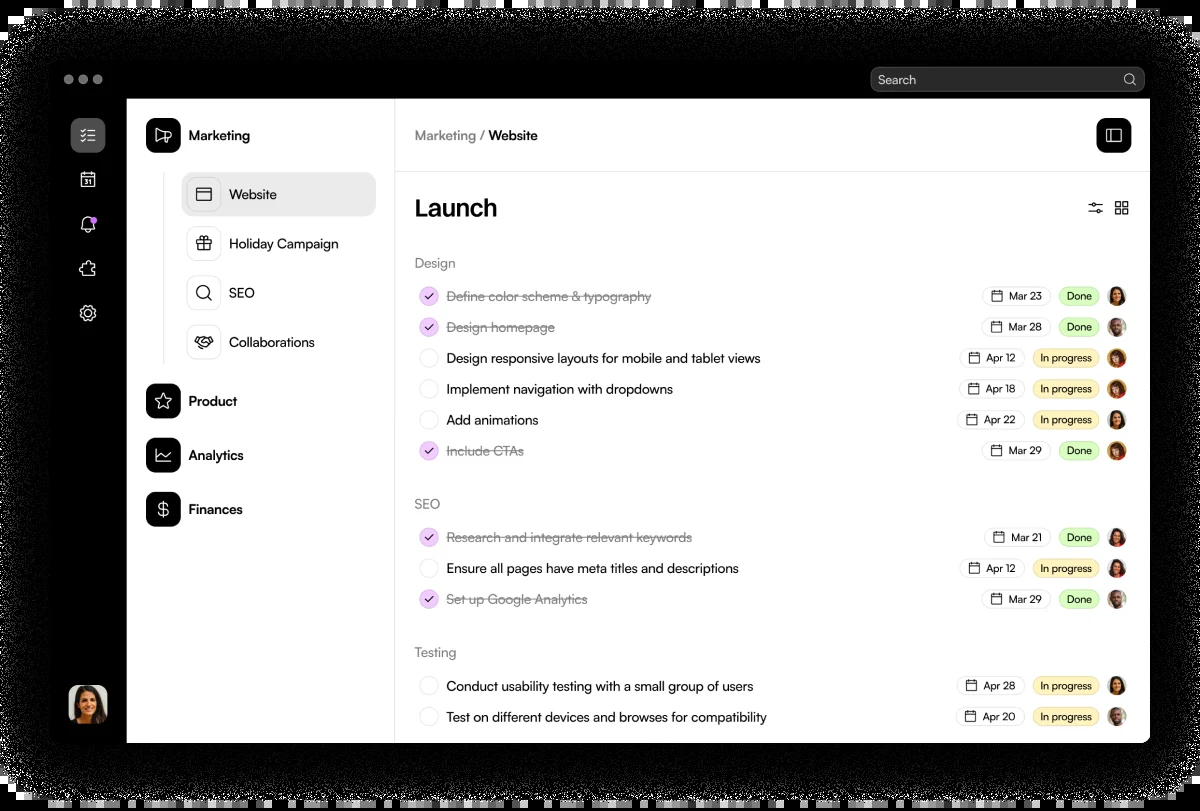 Search
31
Marketing
Website
Holiday Campaign
SEO
Collaborations
Product
Analytics
Finances
Marketing / Website
Launch
Design
Define color scheme & typography Mar 23 Done
Design homepage Mar 28 Done
Design responsive layouts for mobile and tablet views Apr 12 In progress
Implement navigation with dropdowns Apr 18 In progress
Add animations Apr 22 In progress
Include CTAs Mar 29 Done
SEO
Research and integrate relevant keywords Mar 21 Done
Ensure all pages have meta titles and descriptions Apr 12 In progress
Set up Google Analytics Mar 29 Done
Testing
Conduct usability testing with a small group of users Apr 28 In progress
Test on different devices and browses for compatibility Apr 20 In progress